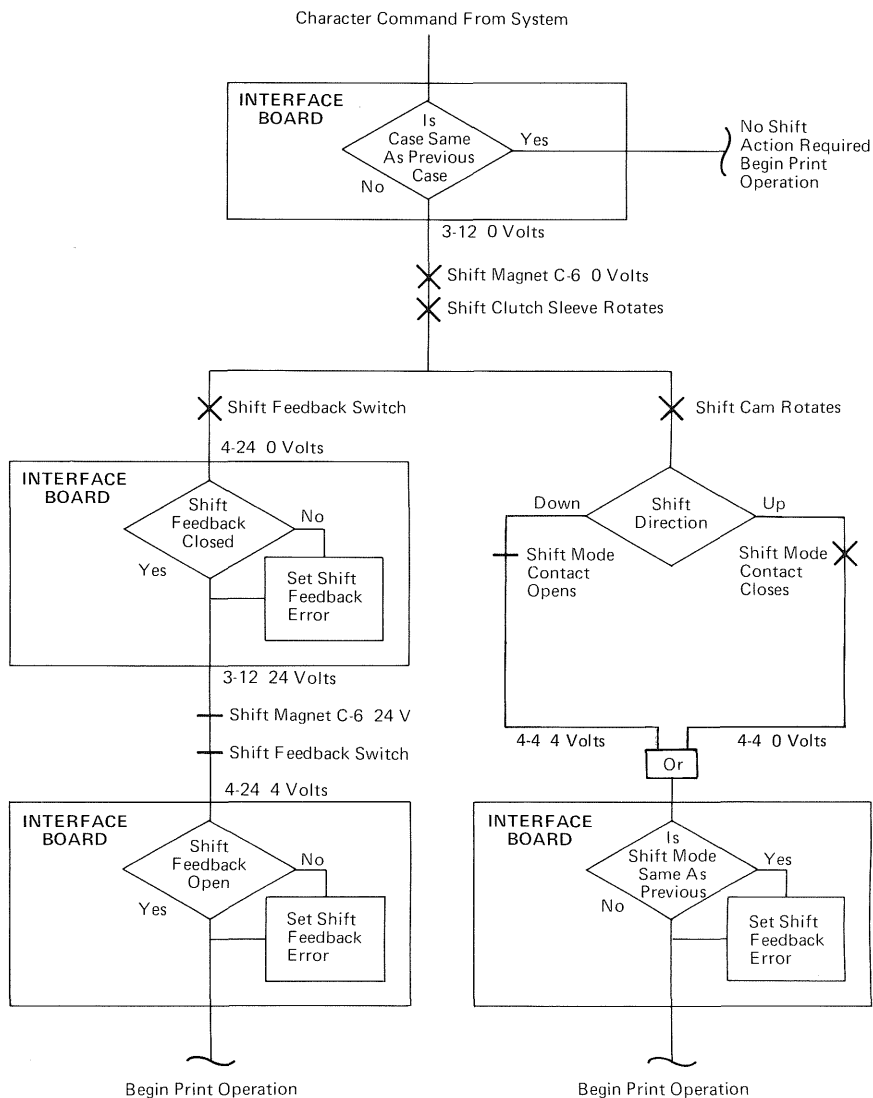 Character Command From System
INTERFACE
BOARD
Is
Case Same
As Previous
Case
Yes
No
No Shift
Action Required
Begin Print
Operation
3-12 0 Volts
Shift Magnet C-6 0 Volts
Shift Clutch Sleeve Rotates
Shift Feedback Switch
4-24 0 Volts
INTERFACE
BOARD
Shift
Feedback
Closed
No
Yes
Set Shift
Feedback
Error
3-12 24 Volts
Shift Magnet C-6 24 V
Shift Feedback Switch
4-24 4 Volts
INTERFACE
BOARD
Shift
Feedback
Open
No
Yes
Set Shift
Feedback
Error
Begin Print Operation
Shift Cam Rotates
Shift
Direction
Down
Up
Shift Mode
Contact
Opens
Shift Mode
Contact
Closes
4-4 4 Volts
4-4 0 Volts
Or
INTERFACE
BOARD
Is
Shift Mode
Same As
Previous
Yes
No
Set Shift
Feedback
Error
Begin Print Operation